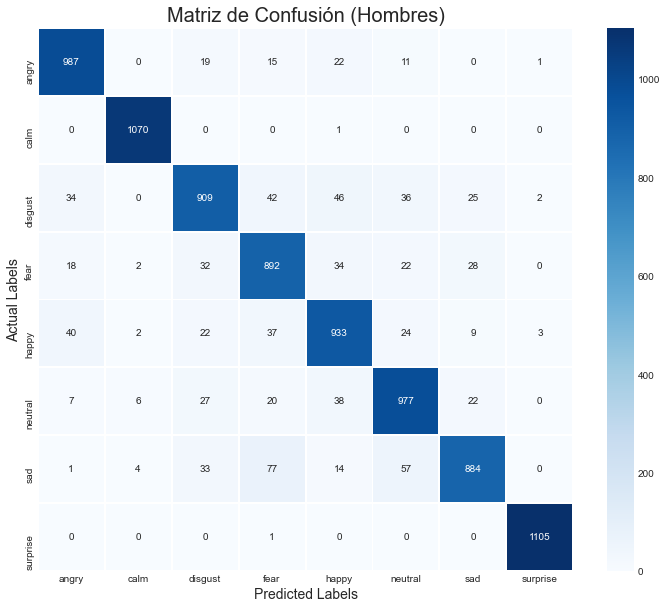 Matriz de Confusión (Hombres)
Actual Labels
angry 987 0 19 15 22 11 0 1
calm 0 1070 0 0 1 0 0 0
disgust 34 0 909 42 46 36 25 2
fear 18 2 32 892 34 22 28 0
happy 40 2 22 37 933 24 9 3
neutral 7 6 27 20 38 977 22 0
sad 1 4 33 77 14 57 884 0
surprise 0 0 0 1 0 0 0 1105
angry calm disgust fear happy neutral sad surprise
Predicted Labels
1000
800
600
400
200
0